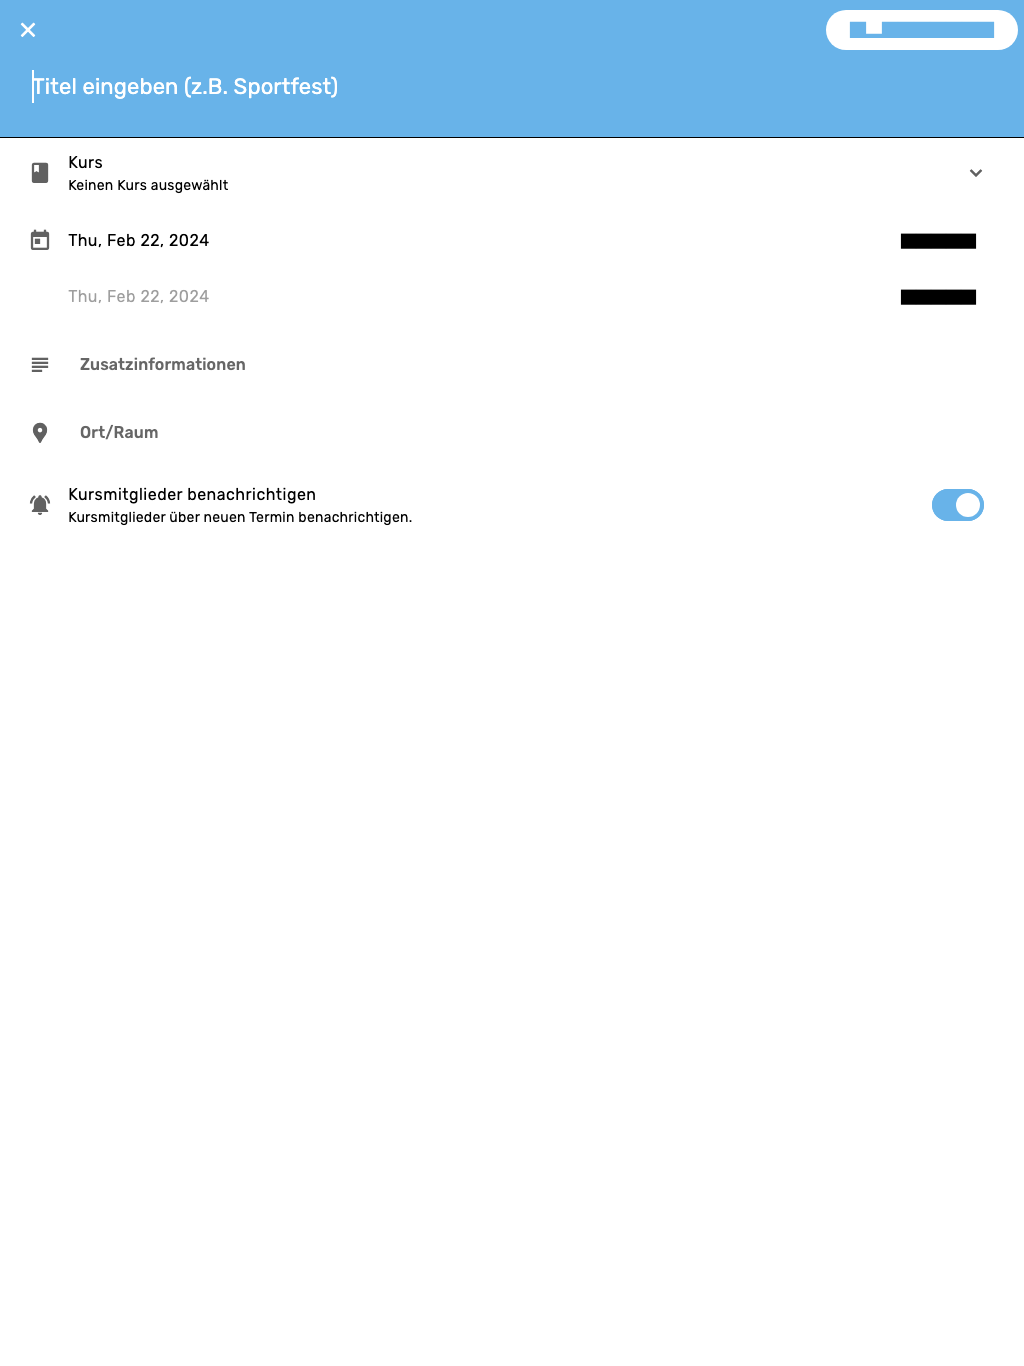 Titel eingeben (z.B. Sportfest)
Kurs
Keinen Kurs ausgewählt
Thu, Feb 22, 2024
Thu, Feb 22, 2024
Zusatzinformationen
Ort/Raum
Kursmitglieder benachrichtigen
Kursmitglieder über neuen Termin benachrichtigen.